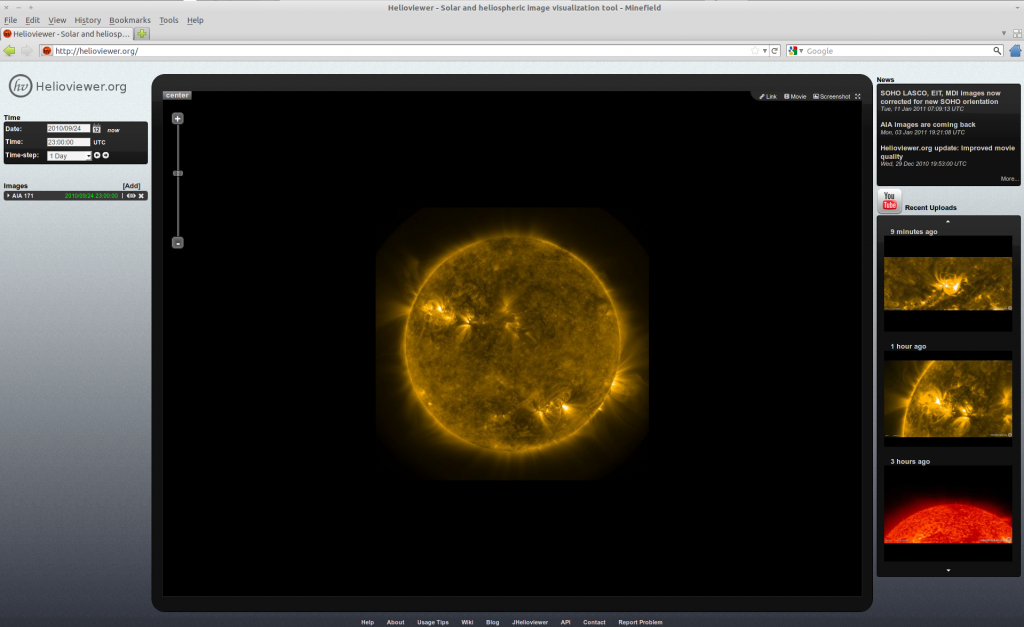 Helioviewer - Solar and heliospheric image visualization tool - Minefield
File Edit View History Bookmarks Tools Help
Helioviewer - Solar and heliosp...
http://helioviewer.org/
Google
hv Helioviewer.org
Time
Date: 2010/09/24 now
Time: 23:00:00 UTC
Time-step: 1 Day
Images [Add]
AIA 171 2010/09/24 23:00:00
center
Link Movie Screenshot
+
-
News
SOHO LASCO, EIT, MDI images now
corrected for new SOHO orientation
Tue, 11 Jan 2011 07:09:13 UTC
AIA images are coming back
Mon, 03 Jan 2011 19:21:08 UTC
Helioviewer.org update: Improved movie
quality
Wed, 29 Dec 2010 19:53:00 UTC
More...
You
Tube
Recent Uploads
9 minutes ago
1 hour ago
3 hours ago
Help About Usage Tips Wiki Blog JHelioviewer API Contact Report Problem